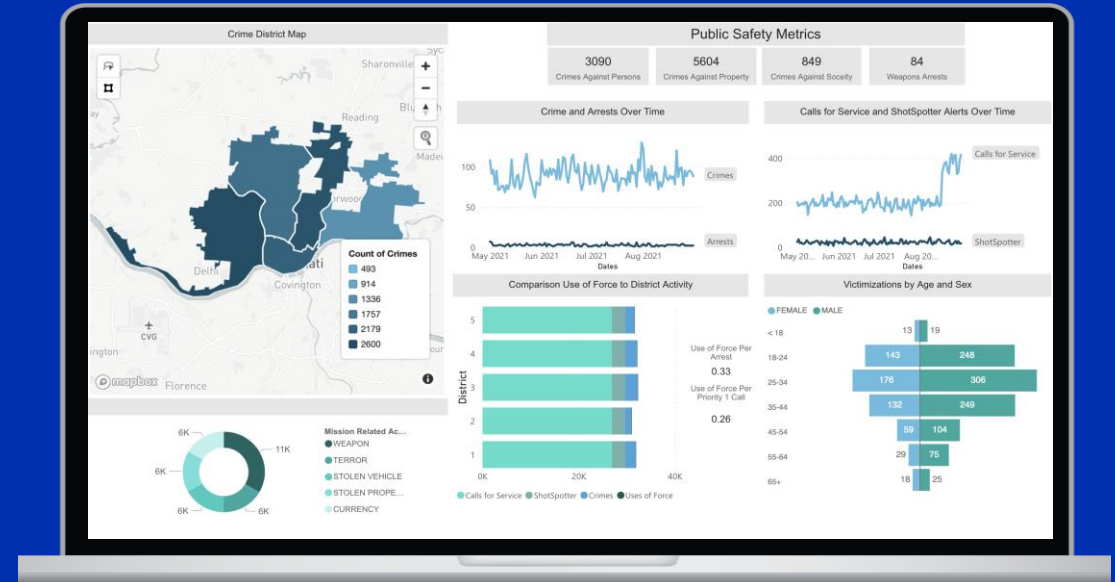 Crime District Map
Sharonville
Reading
Delhi
Covington
CVG
Florence
mapbox
Count of Crimes
493
914
1336
1757
2179
2600
6K
11K
6K
6K
6K
Mission Related Ac...
WEAPON
TERROR
STOLEN VEHICLE
STOLEN PROPE...
CURRENCY
Public Safety Metrics
3090
Crimes Against Persons
5604
Crimes Against Property
849
Crimes Against Soceity
84
Weapons Arrests
Crime and Arrests Over Time
100
50
0
Crimes
Arrests
May 2021 Jun 2021 Jul 2021 Aug 2021
Dates
Calls for Service and ShotSpotter Alerts Over Time
400
200
0
Calls for Service
ShotSpotter
May 20... Jun 2021 Jul 2021 Aug 20...
Dates
Comparison Use of Force to District Activity
District
5
4
3
2
1
0K 20K 40K
Calls for Service ShotSpotter Crimes Uses of Force
Use of Force Per
Arrest
0.33
Use of Force Per
Priority 1 Call
0.26
Victimizations by Age and Sex
FEMALE MALE
< 18 13 19
18-24 143 248
25-34 176 306
35-44 132 249
45-54 59 104
55-64 29 75
65+ 18 25